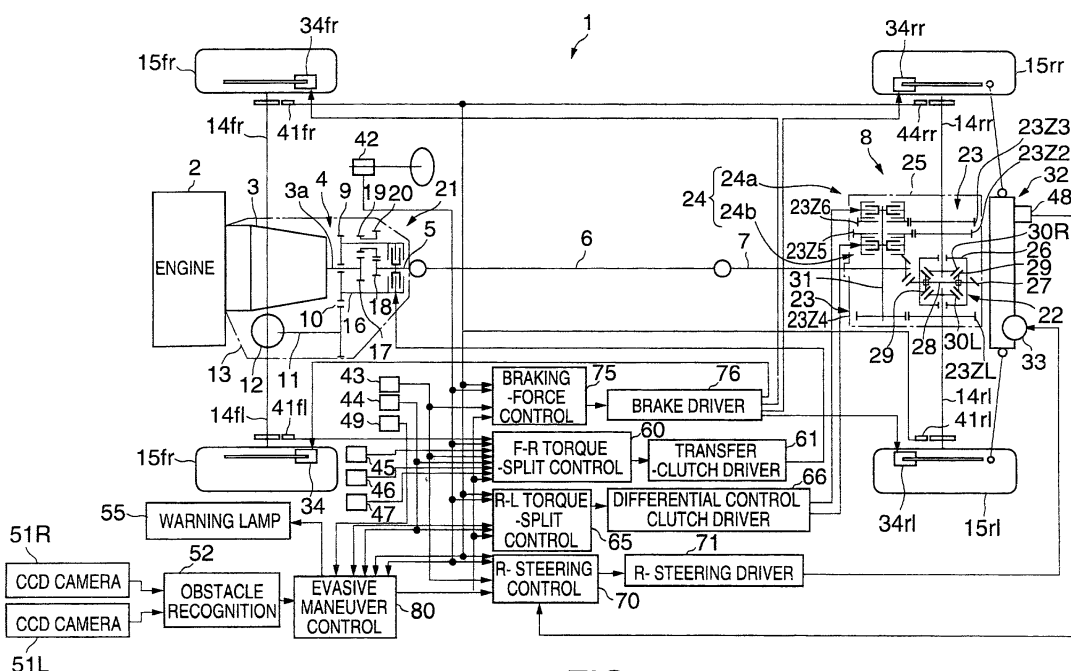 1
34fr
15fr
34rr
15rr
14fr
41fr
42
44rr
14rr
23Z3
23Z2
8
25
23
32
48
2
3
3a
4
9
19
20
21
5
24
24a
24b
23Z6
23Z5
30R
26
29
27
ENGINE
6
7
31
10
16
18
17
23
23Z4
29
28
30L
22
23ZL
33
13
12
11
14fl
41fl
43
44
49
BRAKING
-FORCE
CONTROL
75
BRAKE DRIVER
76
14rl
41rl
15fr
34
45
46
47
F-R TORQUE
-SPLIT CONTROL
60
TRANSFER
-CLUTCH DRIVER
61
66
55
WARNING LAMP
R-L TORQUE
-SPLIT
CONTROL
65
DIFFERENTIAL CONTROL
CLUTCH DRIVER
34rl
15rl
51R
CCD CAMERA
52
OBSTACLE
RECOGNITION
EVASIVE
MANEUVER
CONTROL
80
R- STEERING
CONTROL
70
R- STEERING DRIVER
71
CCD CAMERA
51L